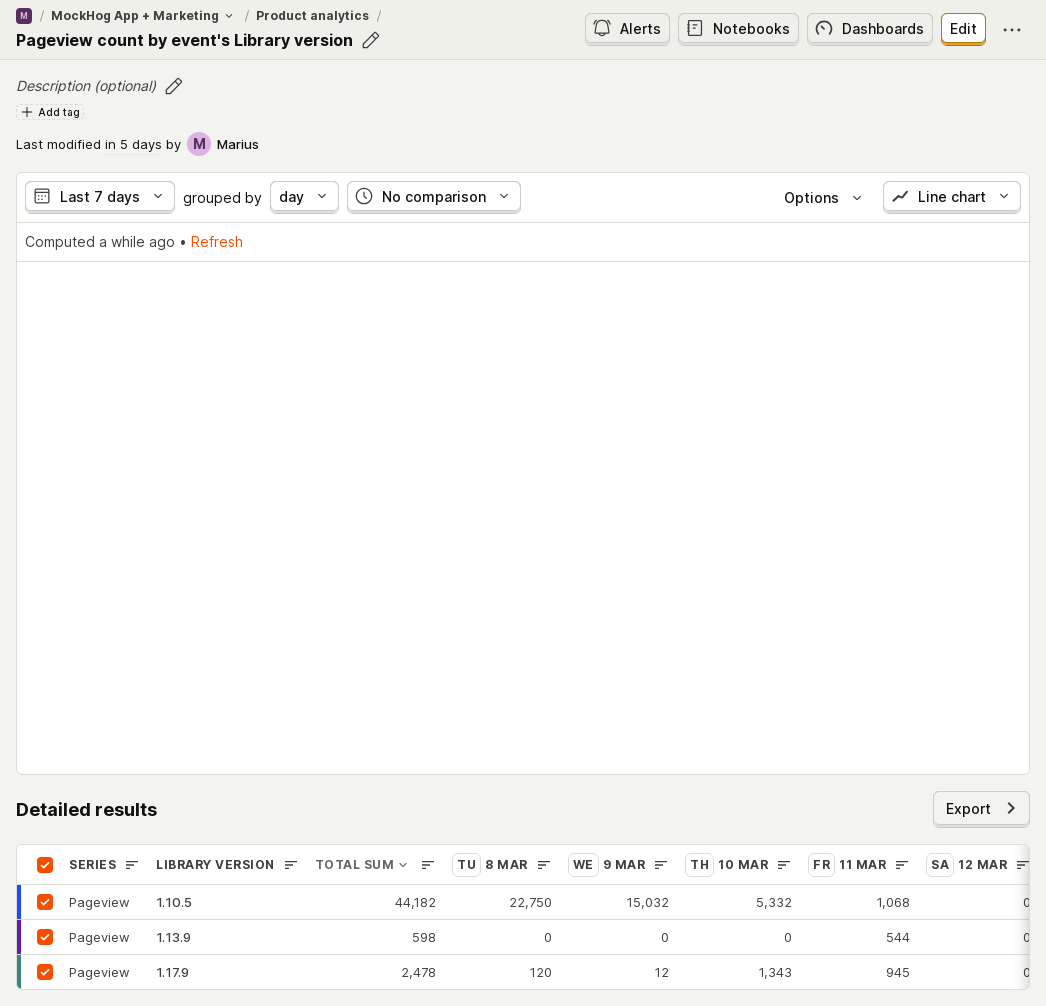 M / MockHog App + Marketing / Product analytics /
Pageview count by event's Library version
Alerts Notebooks Dashboards Edit
Description (optional)
Add tag
Last modified in 5 days by M Marius
Last 7 days grouped by day No comparison Options Line chart
Computed a while ago • Refresh
Detailed results
Export
SERIES LIBRARY VERSION TOTAL SUM TU 8 MAR WE 9 MAR TH 10 MAR FR 11 MAR SA 12 MAR
Pageview 1.10.5 44,182 22,750 15,032 5,332 1,068 0
Pageview 1.13.9 598 0 0 0 544 0
Pageview 1.17.9 2,478 120 12 1,343 945 0